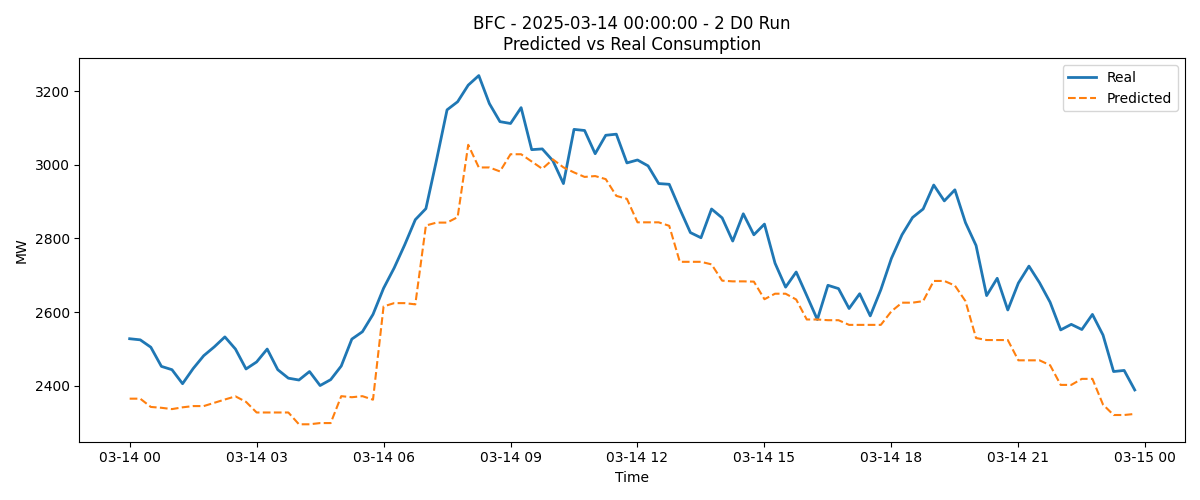 BFC - 2025-03-14 00:00:00 - 2 D0 Run
Predicted vs Real Consumption
Real
Predicted
MW
3200
3000
2800
2600
2400
03-14 00
03-14 03
03-14 06
03-14 09
03-14 12
03-14 15
03-14 18
03-14 21
03-15 00
Time